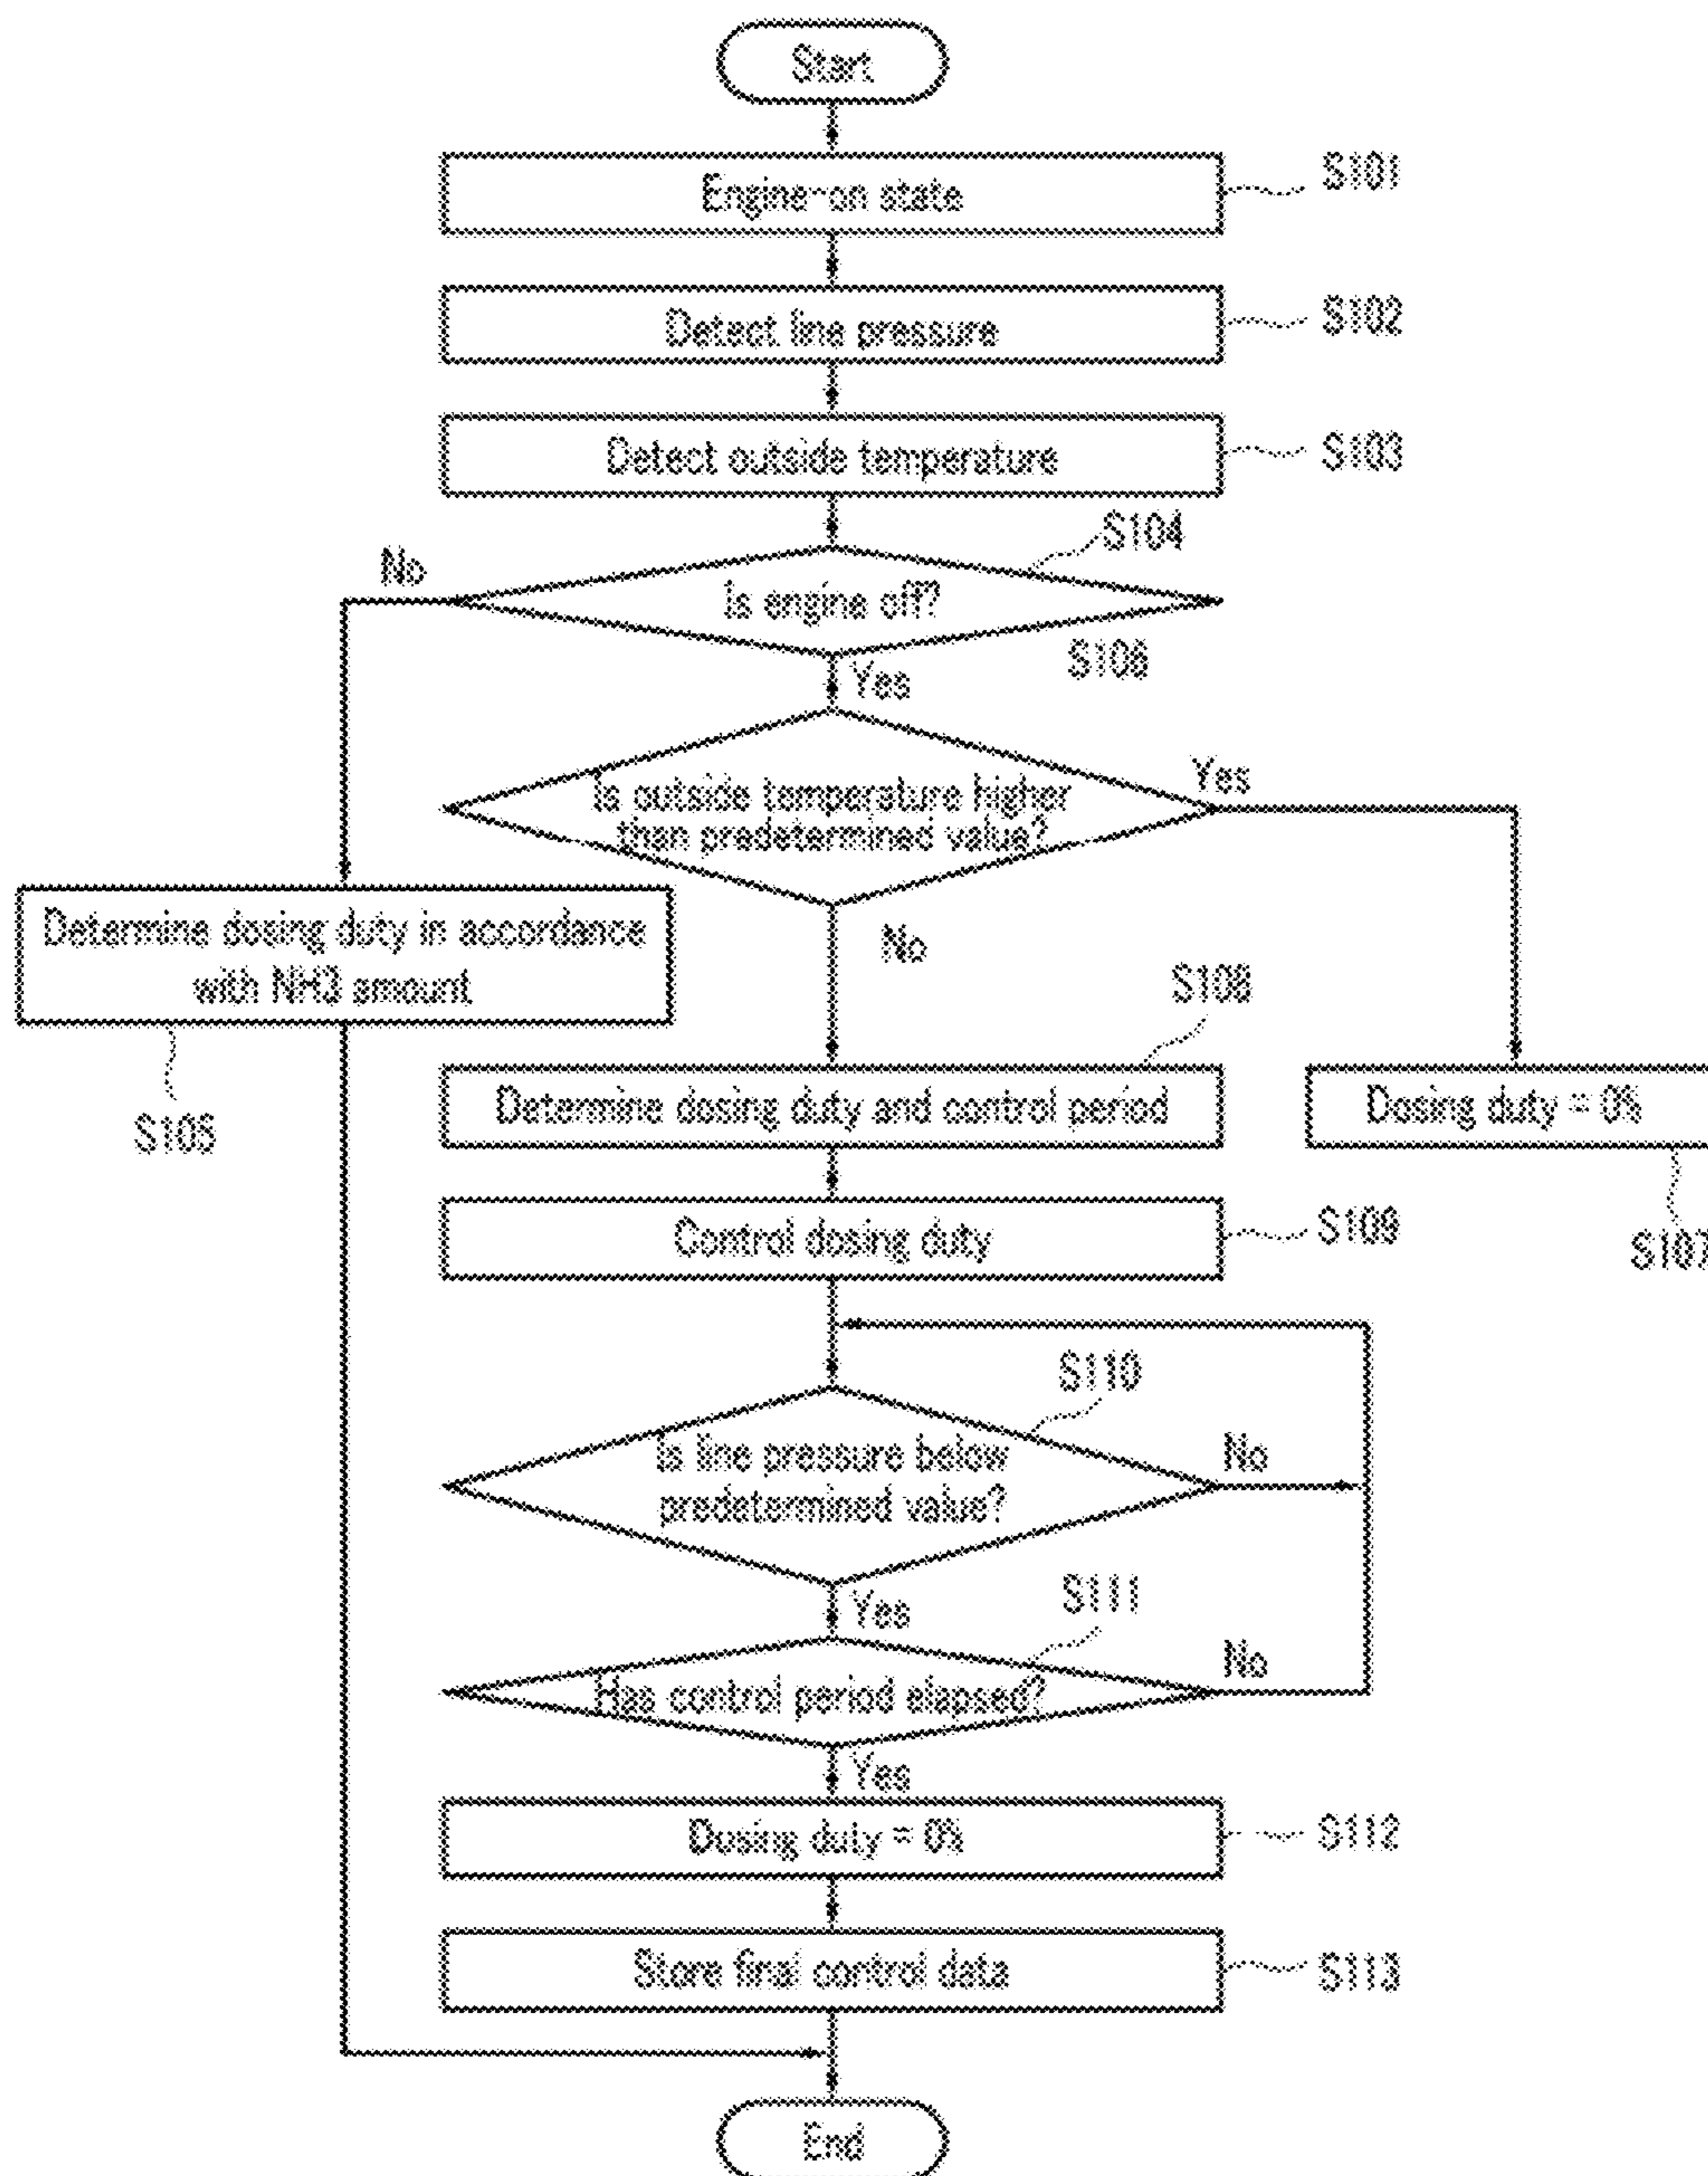 Start
Engine-on state
S101
Detect line pressure
S102
Detect outside temperature
S103
S104
No
Is engine off?
S106
Yes
Is outside temperature higher
than predetermined value?
Yes
Determine dosing duty in accordance
with NH3 amount
No
S105
S108
Determine dosing duty and control period
Dosing duty = 0%
S107
Control dosing duty
S109
S110
Is line pressure below
predetermined value?
No
Yes
S111
Has control period elapsed?
No
Yes
Dosing duty = 0%
S112
Store final control data
S113
End